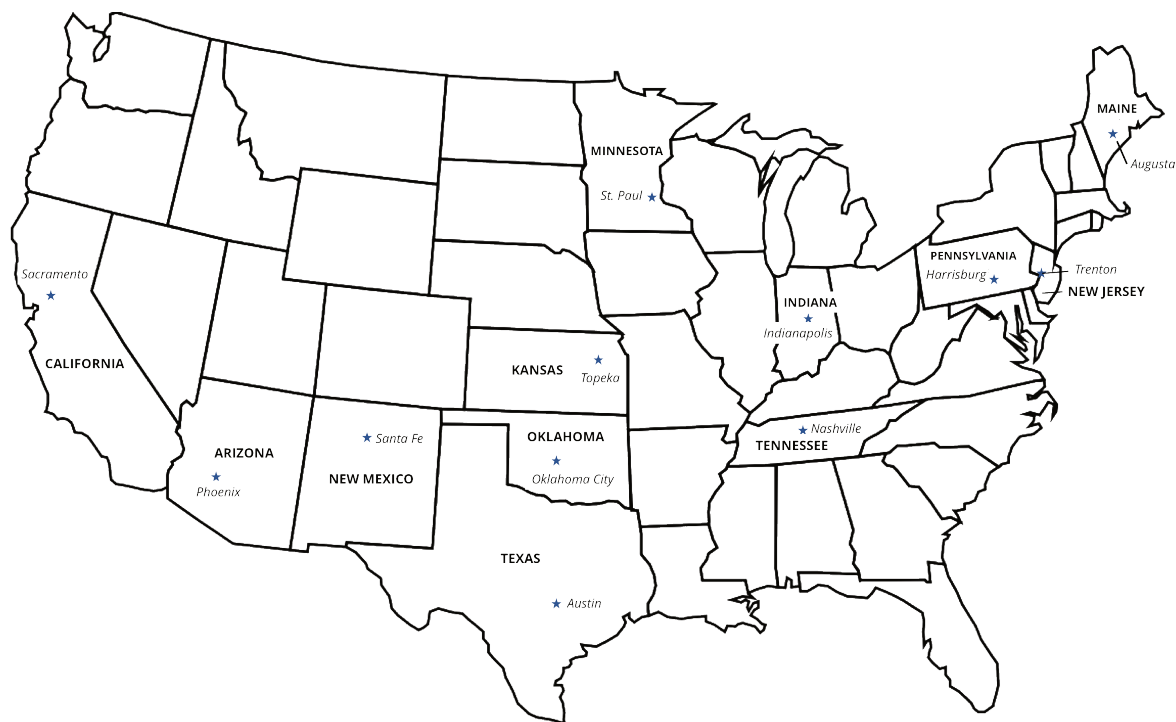 MAINE
Augusta
MINNESOTA
St. Paul
PENNSYLVANIA
Harrisburg
Trenton
NEW JERSEY
Sacramento
CALIFORNIA
INDIANA
Indianapolis
KANSAS
Topeka
ARIZONA
Phoenix
Santa Fe
NEW MEXICO
OKLAHOMA
Oklahoma City
Nashville
TENNESSEE
TEXAS
Austin